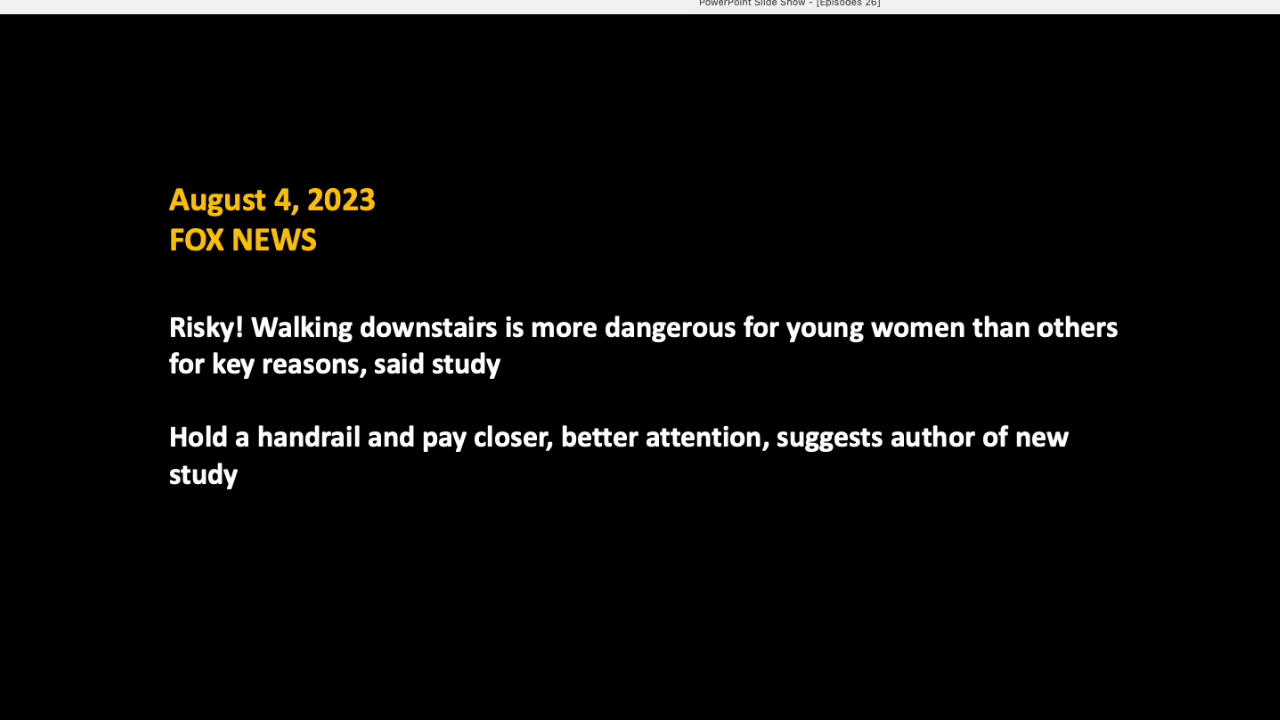 PowerPoint Slide Show - [Episodes 26]
August 4, 2023
FOX NEWS
Risky! Walking downstairs is more dangerous for young women than others
for key reasons, said study
Hold a handrail and pay closer, better attention, suggests author of new
study